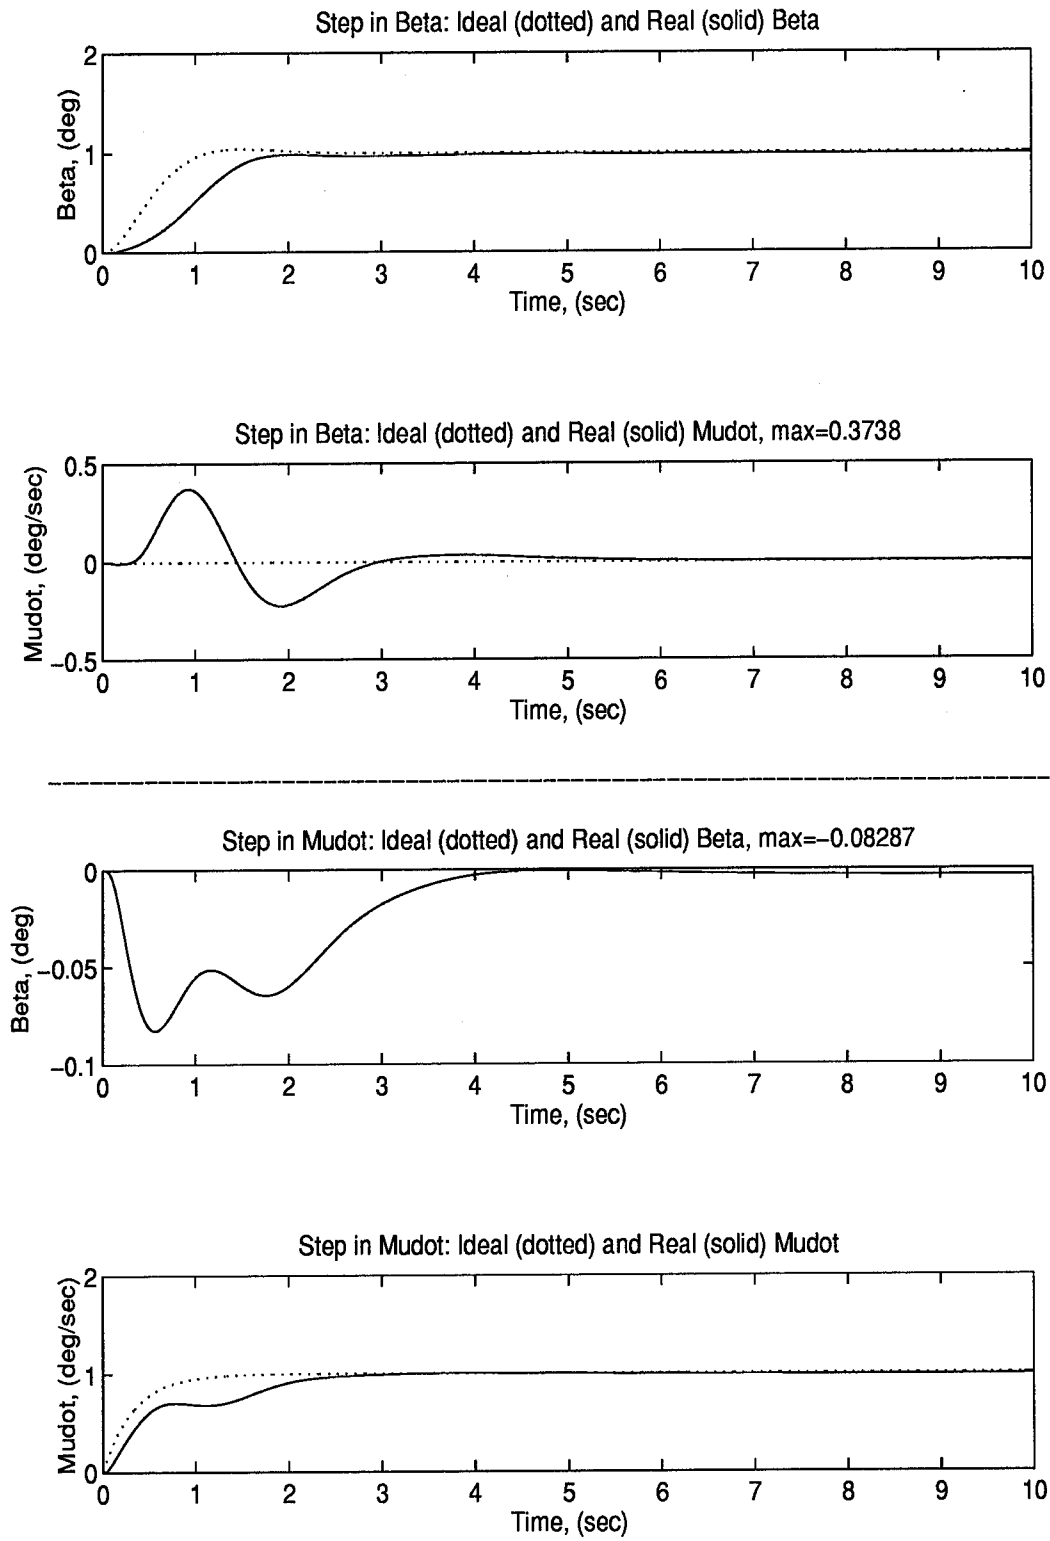 Step in Beta: Ideal (dotted) and Real (solid) Beta
2
1
0
Beta, (deg)
0 1 2 3 4 5 6 7 8 9 10
Time, (sec)
Step in Beta: Ideal (dotted) and Real (solid) Mudot, max=0.3738
0.5
0
−0.5
Mudot, (deg/sec)
0 1 2 3 4 5 6 7 8 9 10
Time, (sec)
Step in Mudot: Ideal (dotted) and Real (solid) Beta, max=−0.08287
0
−0.05
−0.1
Beta, (deg)
0 1 2 3 4 5 6 7 8 9 10
Time, (sec)
Step in Mudot: Ideal (dotted) and Real (solid) Mudot
2
1
0
Mudot, (deg/sec)
0 1 2 3 4 5 6 7 8 9 10
Time, (sec)